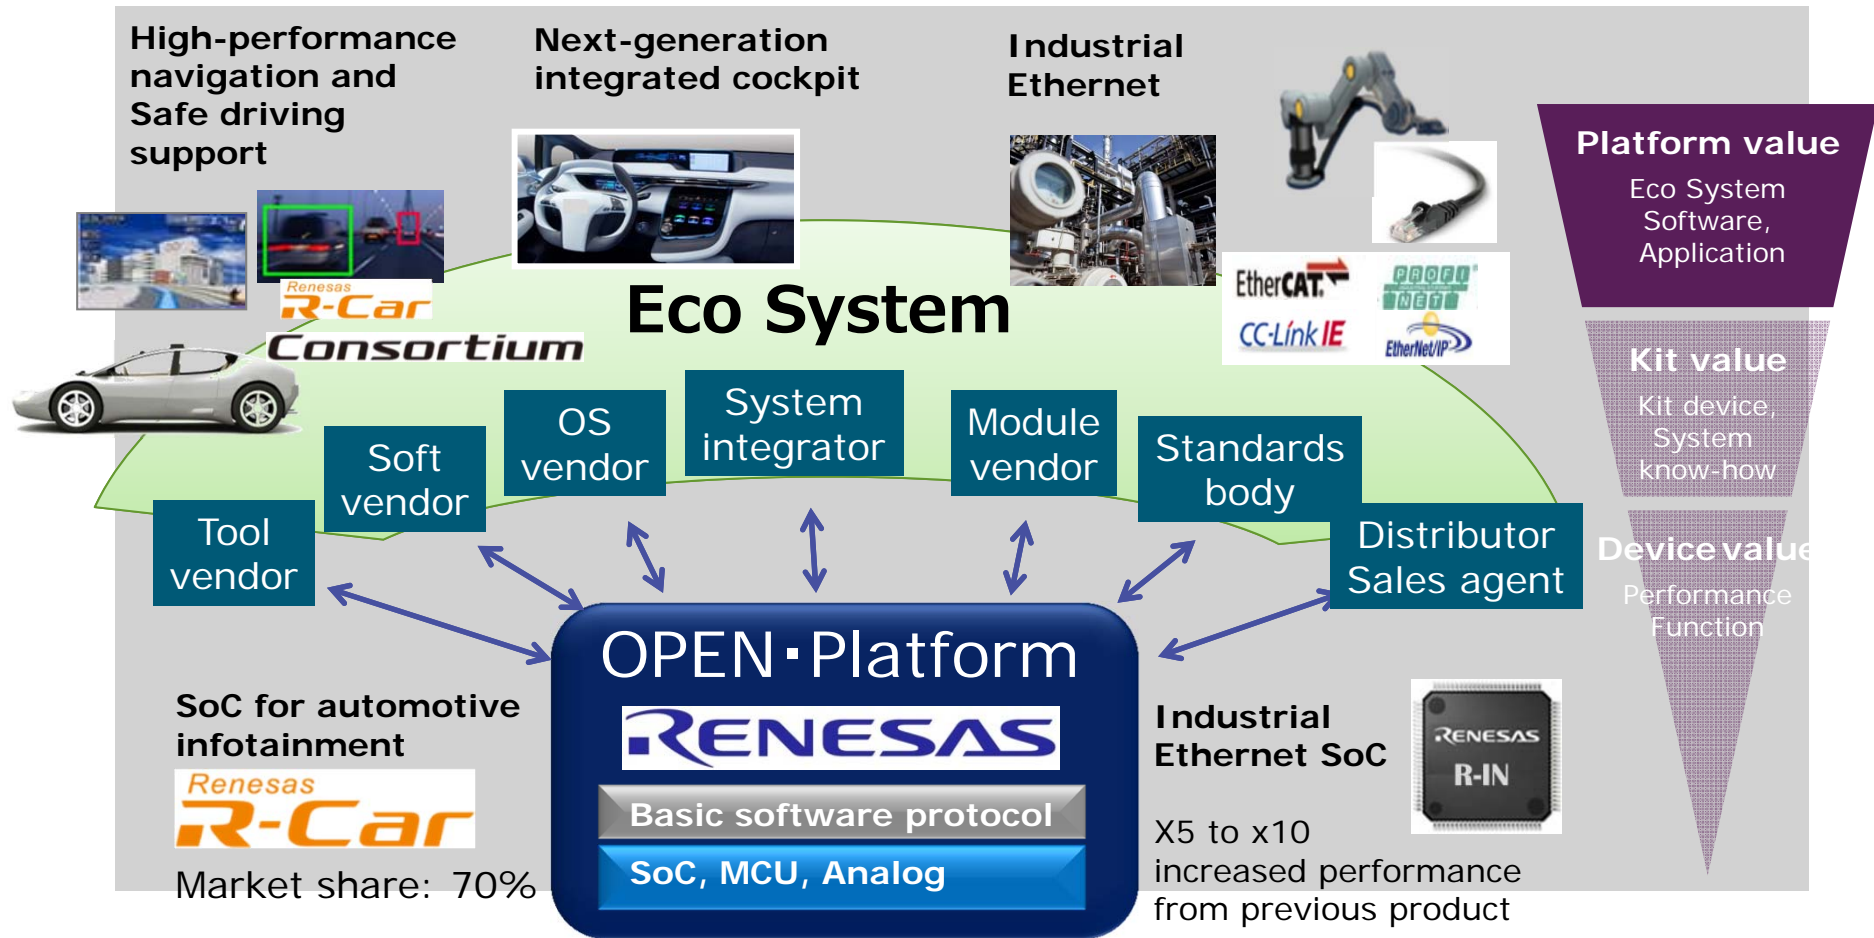 High-performance
navigation and
Safe driving
support
Next-generation
integrated cockpit
Industrial
Ethernet
Renesas
R-Car
Consortium
Eco System
EtherCAT
PROFI
NET
CC-Link IE
EtherNet/IP
Tool
vendor
Soft
vendor
OS
vendor
System
integrator
Module
vendor
Standards
body
Distributor
Sales agent
OPEN▪Platform
RENESAS
Basic software protocol
SoC, MCU, Analog
SoC for automotive
infotainment
Renesas
R-Car
Market share: 70%
Industrial
Ethernet SoC
RENESAS
R-IN
X5 to x10
increased performance
from previous product
Platform value
Eco System
Software,
Application
Kit value
Kit device,
System
know-how
Device value
Performance
Function